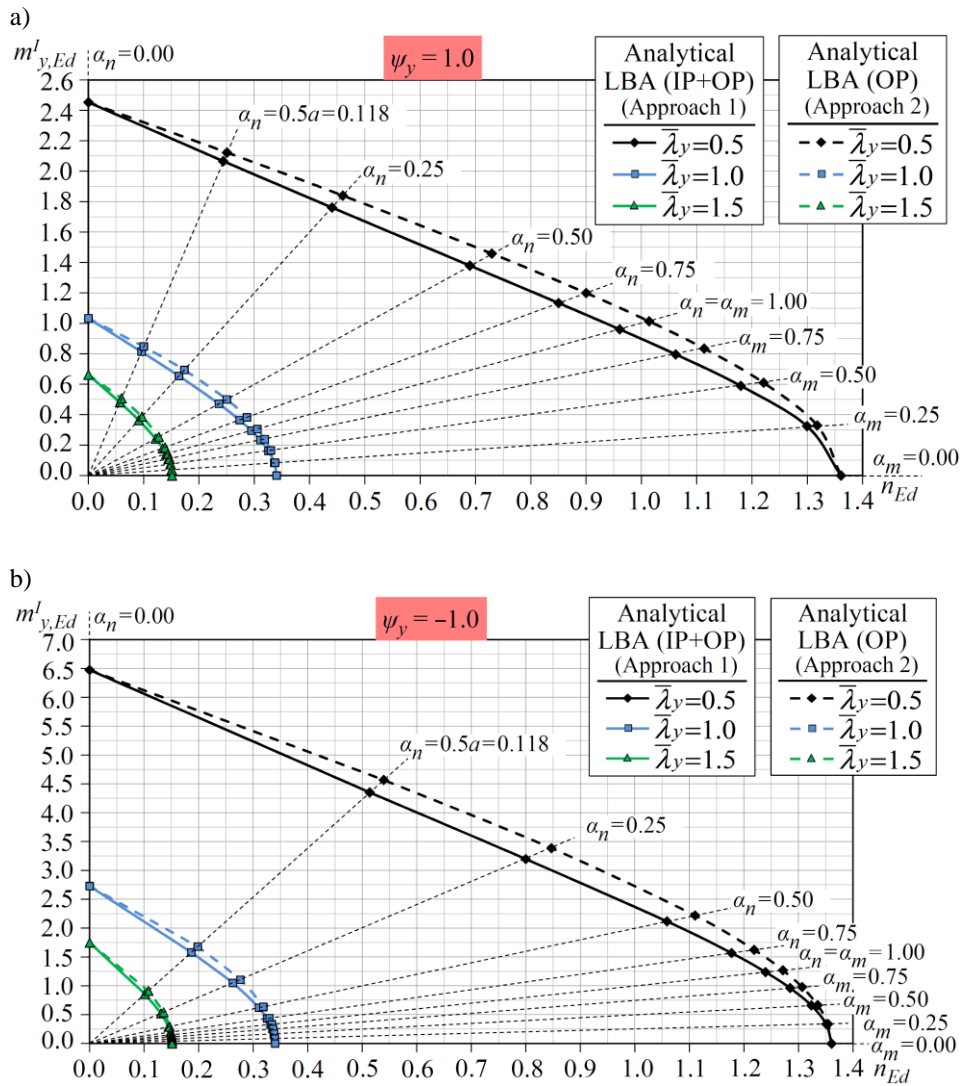 a)
m^I_{y,Ed}
α_n=0.00
ψ_y = 1.0
Analytical
LBA (IP+OP)
(Approach 1)
λ̅_y=0.5
λ̅_y=1.0
λ̅_y=1.5
Analytical
LBA (OP)
(Approach 2)
λ̅_y=0.5
λ̅_y=1.0
λ̅_y=1.5
2.6
2.4
2.2
2.0
1.8
1.6
1.4
1.2
1.0
0.8
0.6
0.4
0.2
0.0
α_n=0.5a=0.118
α_n=0.25
α_n=0.50
α_n=0.75
α_n=α_m=1.00
α_m=0.75
α_m=0.50
α_m=0.25
α_m=0.00
0.0 0.1 0.2 0.3 0.4 0.5 0.6 0.7 0.8 0.9 1.0 1.1 1.2 1.3 1.4
n_{Ed}
b)
m^I_{y,Ed}
α_n=0.00
ψ_y = −1.0
Analytical
LBA (IP+OP)
(Approach 1)
λ̅_y=0.5
λ̅_y=1.0
λ̅_y=1.5
Analytical
LBA (OP)
(Approach 2)
λ̅_y=0.5
λ̅_y=1.0
λ̅_y=1.5
7.0
6.5
6.0
5.5
5.0
4.5
4.0
3.5
3.0
2.5
2.0
1.5
1.0
0.5
0.0
α_n=0.5a=0.118
α_n=0.25
α_n=0.50
α_n=0.75
α_n=α_m=1.00
α_m=0.75
α_m=0.50
α_m=0.25
α_m=0.00
0.0 0.1 0.2 0.3 0.4 0.5 0.6 0.7 0.8 0.9 1.0 1.1 1.2 1.3 1.4
n_{Ed}